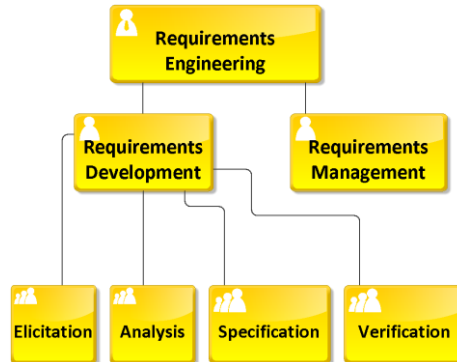 Requirements
Engineering
Requirements
Development
Requirements
Management
Elicitation
Analysis
Specification
Verification